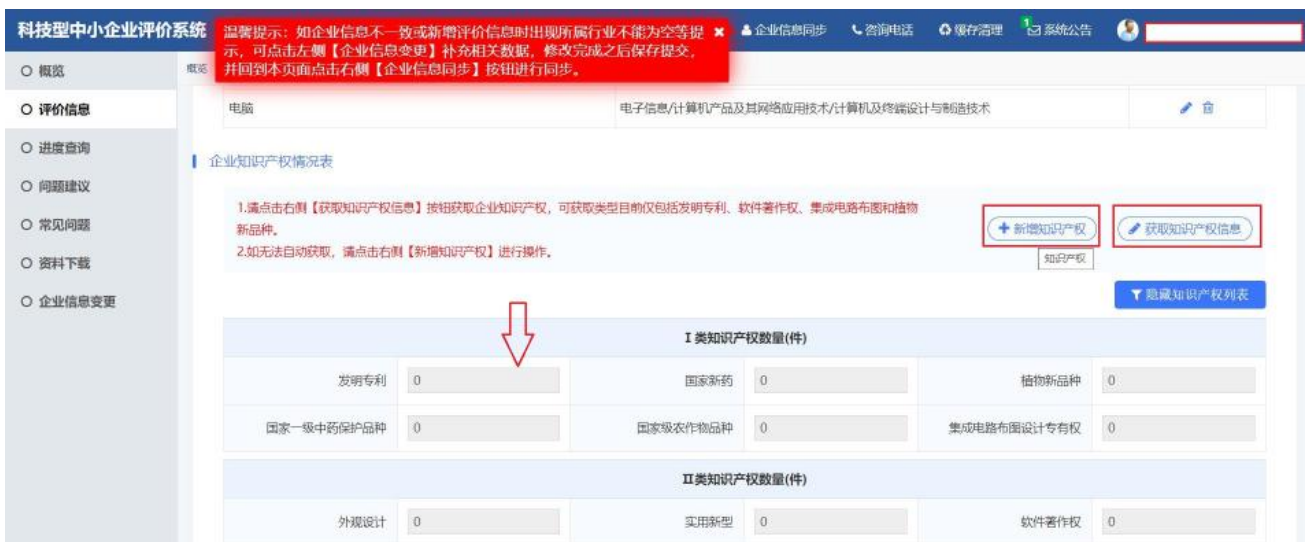 科技型中小企业评价系统
温馨提示：如企业信息不一致或新增评价信息时出现所属行业不能为空等提
示，可点击左侧【企业信息变更】补充相关数据，修改完成之后保存提交，
并回到本页面点击右侧【企业信息同步】按钮进行同步。
×
企业信息同步
咨询电话
缓存清理
1
系统公告
概览
评价信息
进度查询
问题建议
常见问题
资料下载
企业信息变更
概览
电脑
电子信息/计算机产品及其网络应用技术/计算机及终端设计与制造技术
企业知识产权情况表
1.请点击右侧【获取知识产权信息】按钮获取企业知识产权，可获取类型目前仅包括发明专利、软件著作权、集成电路布图和植物
新品种。
2.如无法自动获取，请点击右侧【新增知识产权】进行操作。
新增知识产权
获取知识产权信息
知识产权
隐藏知识产权列表
I 类知识产权数量(件)
发明专利 0 国家新药 0 植物新品种 0
国家一级中药保护品种 0 国家级农作物品种 0 集成电路布图设计专有权 0
II类知识产权数量(件)
外观设计 0 实用新型 0 软件著作权 0